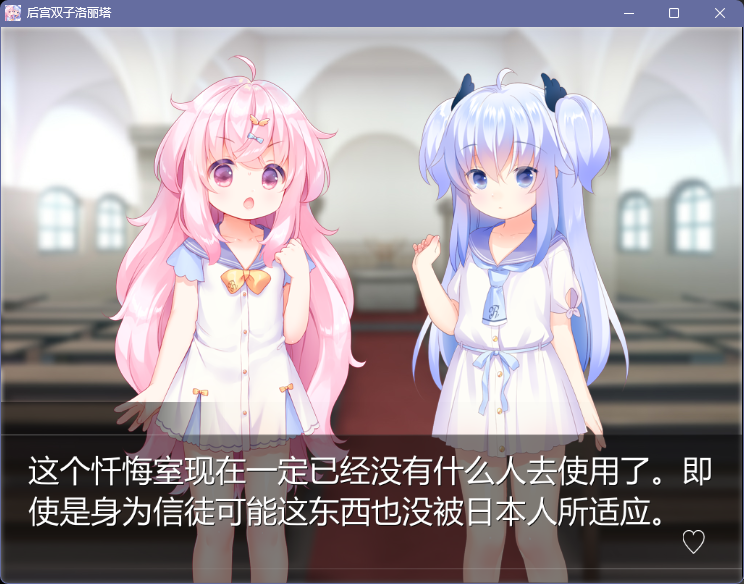 后宫双子洛丽塔
这个忏悔室现在一定已经没有什么人去使用了。即
使是身为信徒可能这东西也没被日本人所适应。